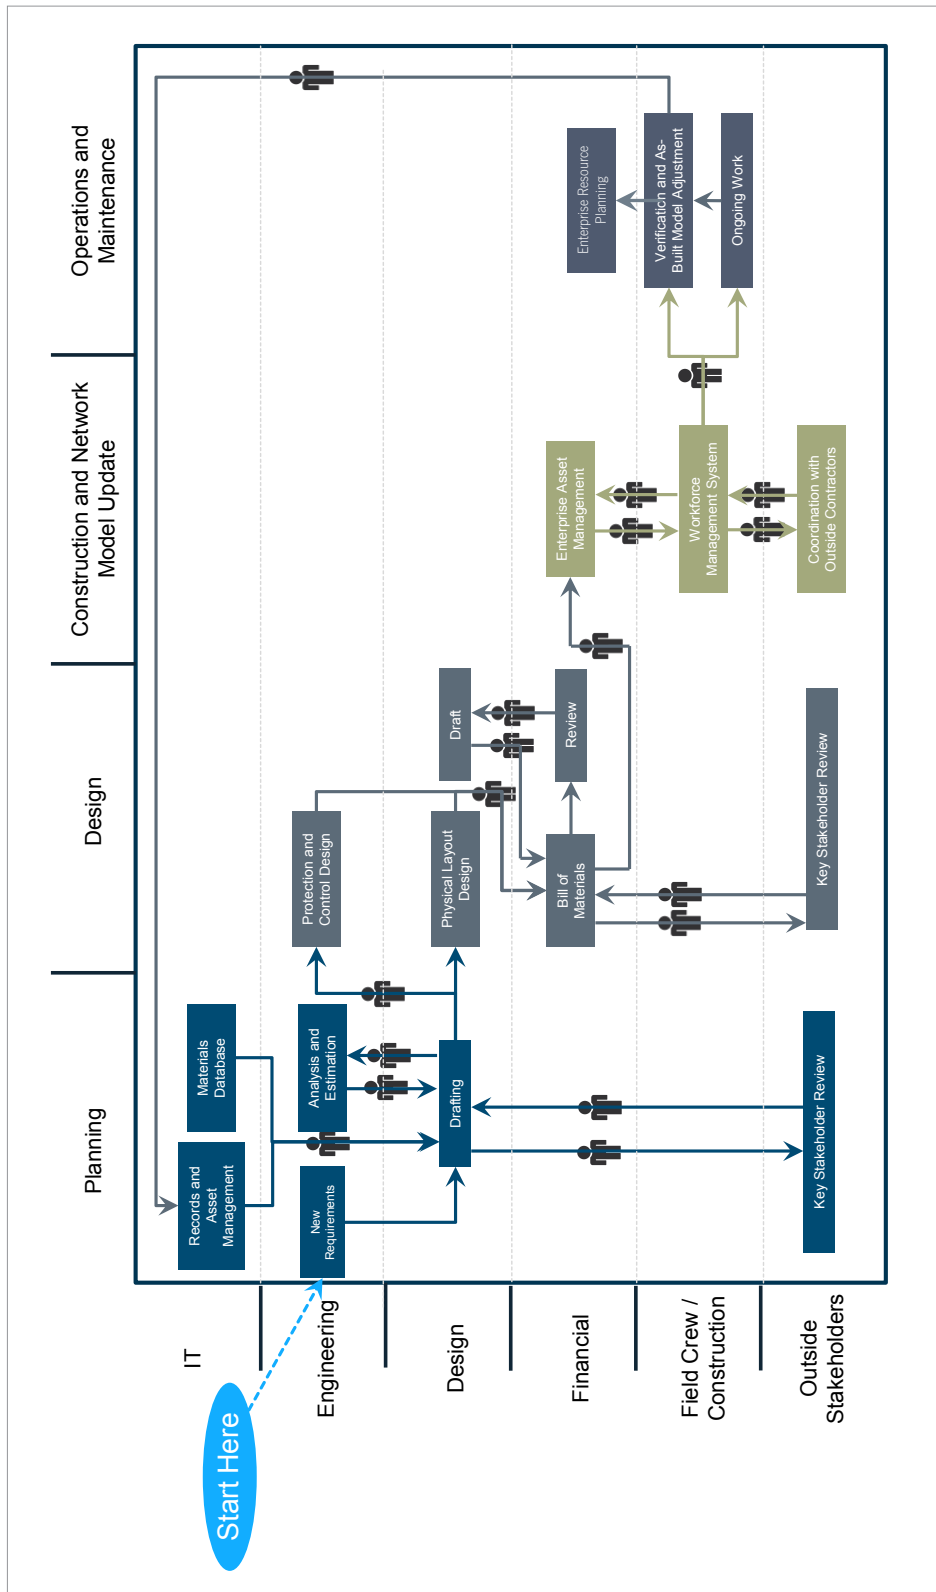 Planning
Design
Construction and Network
Model Update
Operations and
Maintenance
IT
Records and
Asset
Management
Materials
Database
Start Here
Engineering
New
Requirements
Analysis and
Estimation
Protection and
Control Design
Design
Drafting
Physical Layout
Design
Draft
Financial
Bill of
Materials
Review
Enterprise Asset
Management
Enterprise Resource
Planning
Field Crew /
Construction
Workforce
Management System
Verification and As-
Built Model Adjustment
Ongoing Work
Outside
Stakeholders
Key Stakeholder Review
Key Stakeholder Review
Coordination with
Outside Contractors